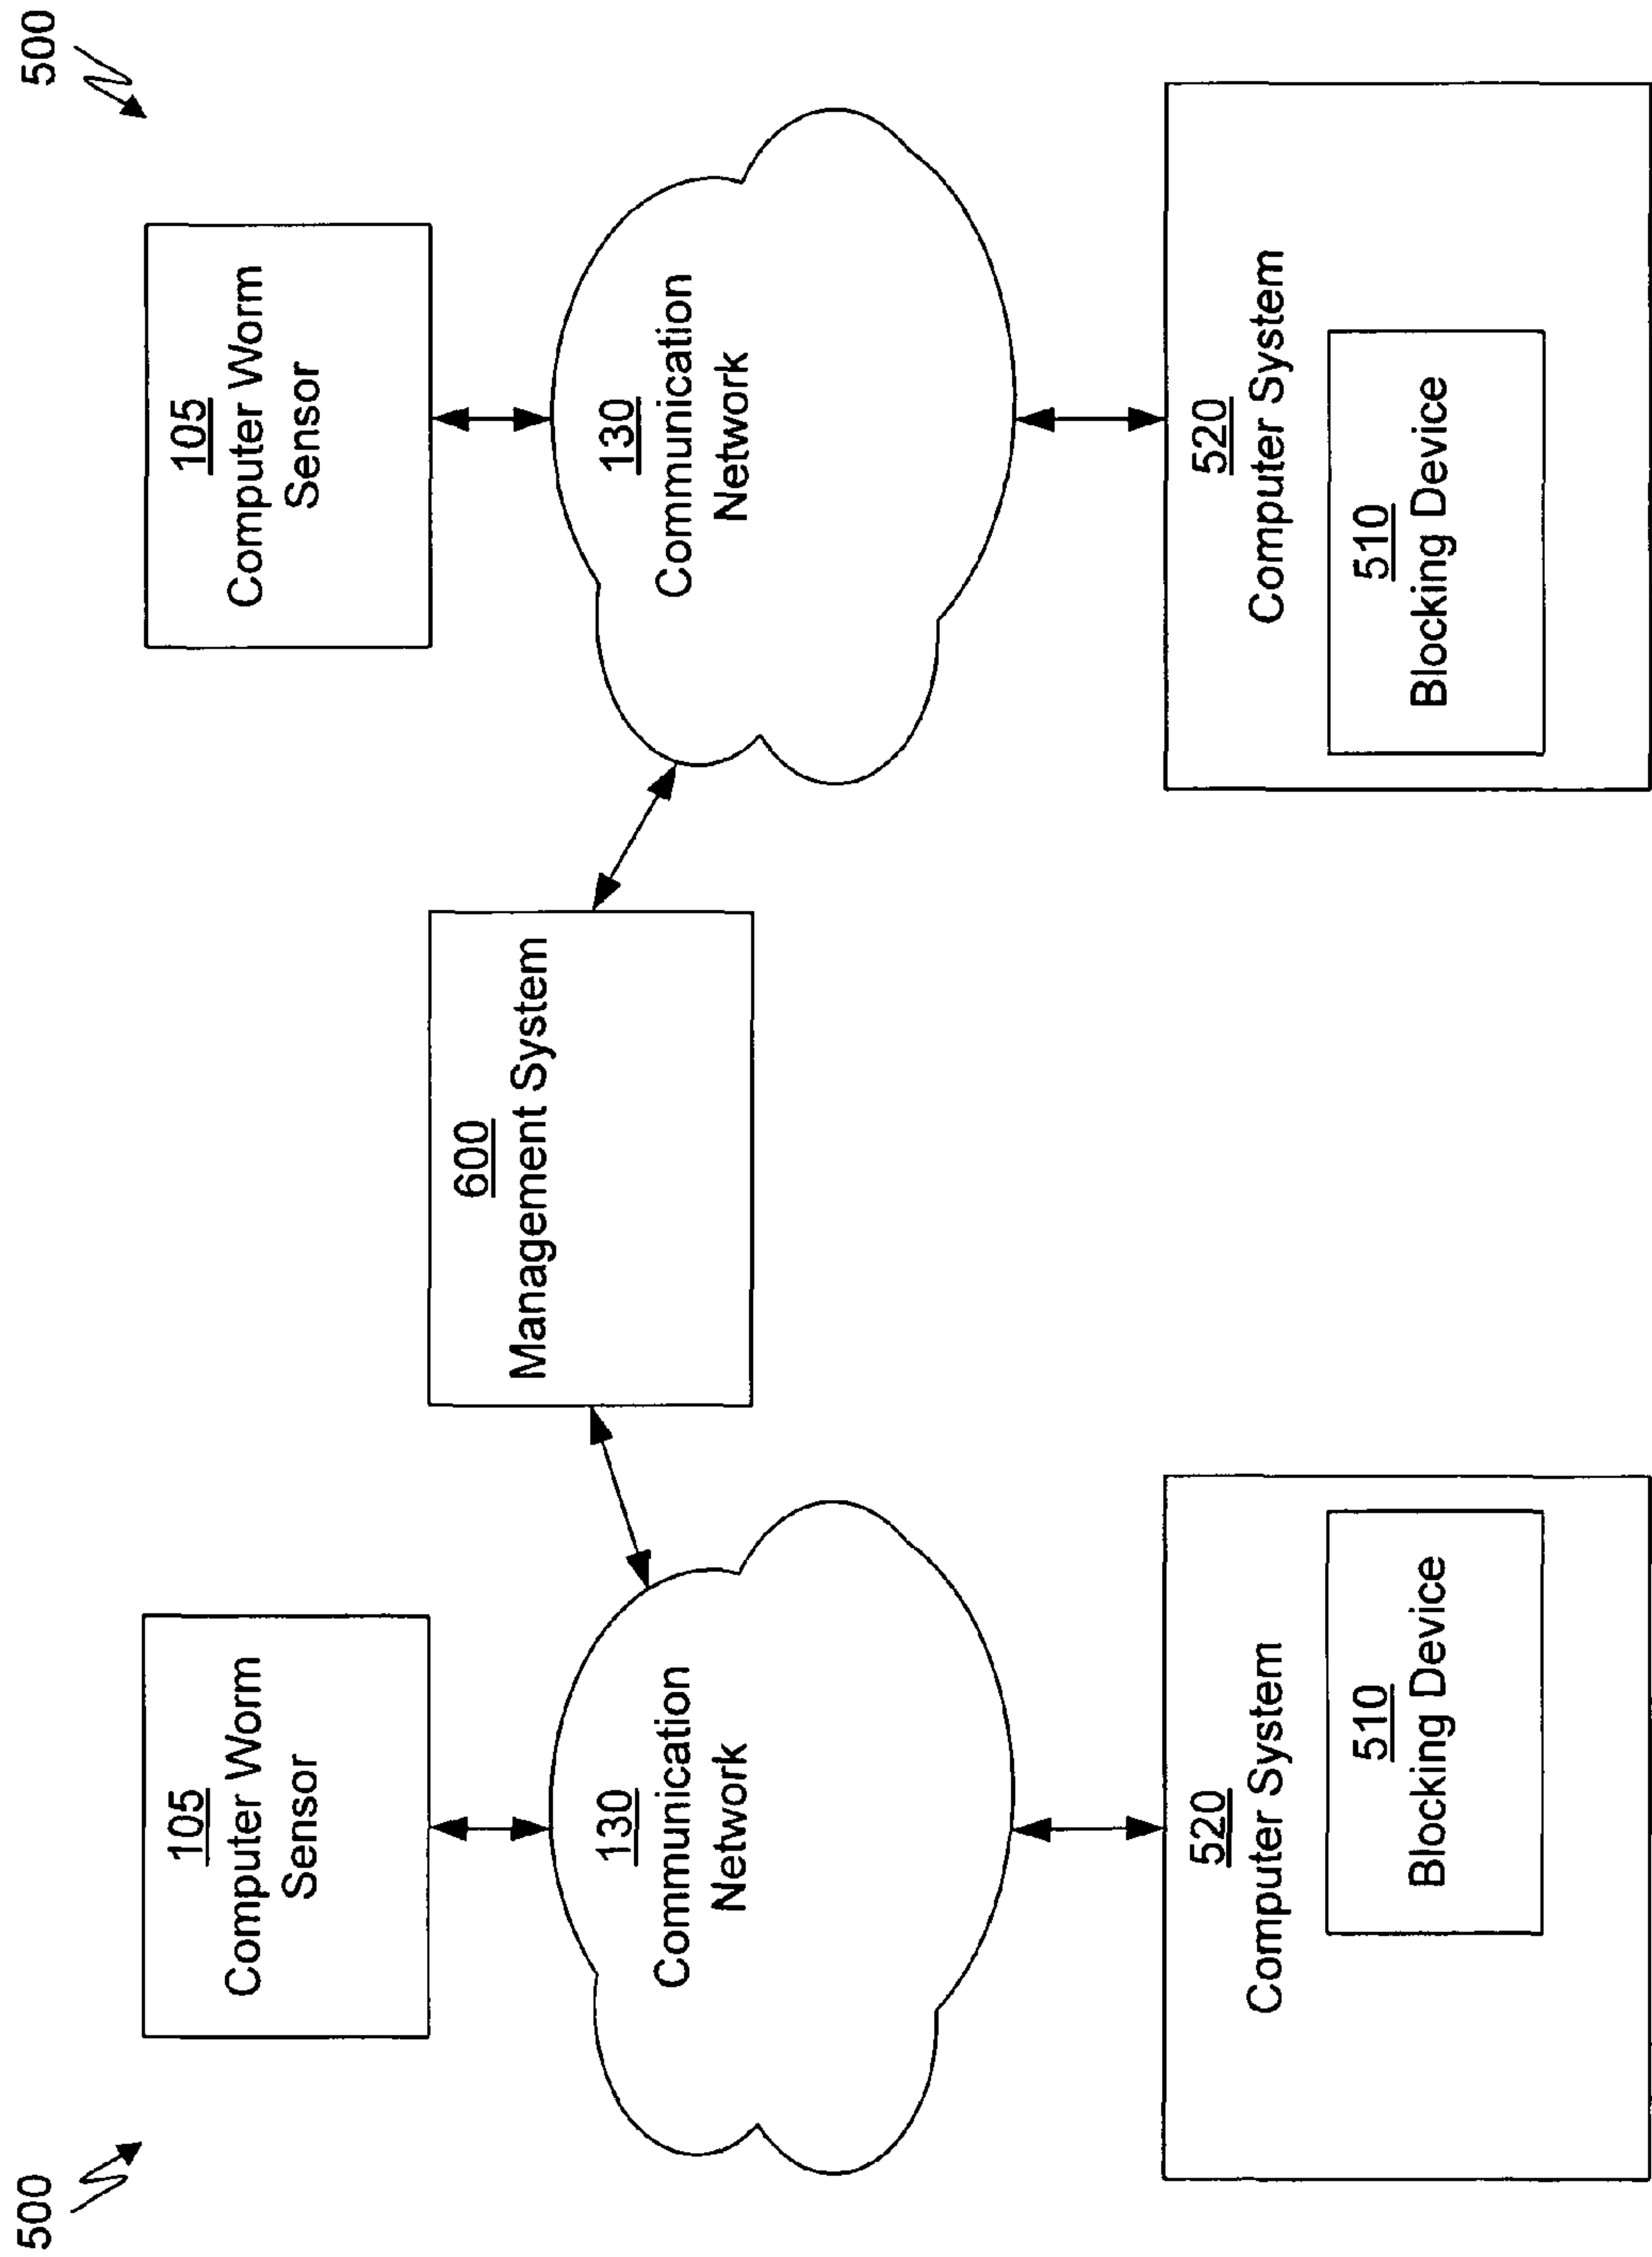 500
500
105
Computer Worm
Sensor
105
Computer Worm
Sensor
600
Management System
130
Communication
Network
130
Communication
Network
520
Computer System
510
Blocking Device
520
Computer System
510
Blocking Device